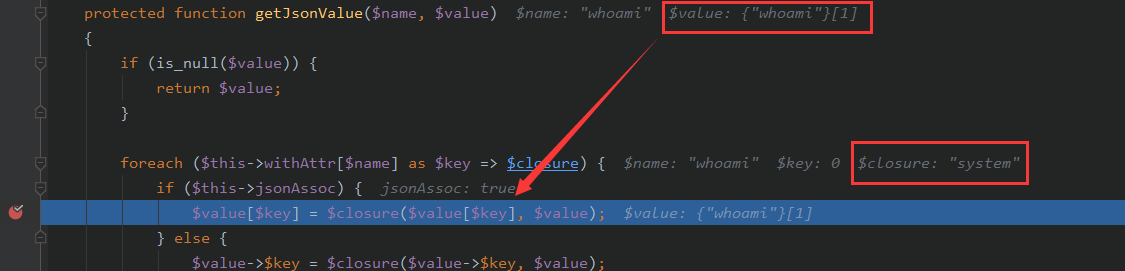 protected function getJsonValue($name, $value)  $name: "whoami"  $value: {"whoami"}[1]
{
if (is_null($value)) {
return $value;
}
foreach ($this->withAttr[$name] as $key => $closure) {  $name: "whoami"  $key: 0  $closure: "system"
if ($this->jsonAssoc) {  jsonAssoc: true
$value[$key] = $closure($value[$key], $value);  $value: {"whoami"}[1]
} else {
$value->$key = $closure($value->$key, $value);